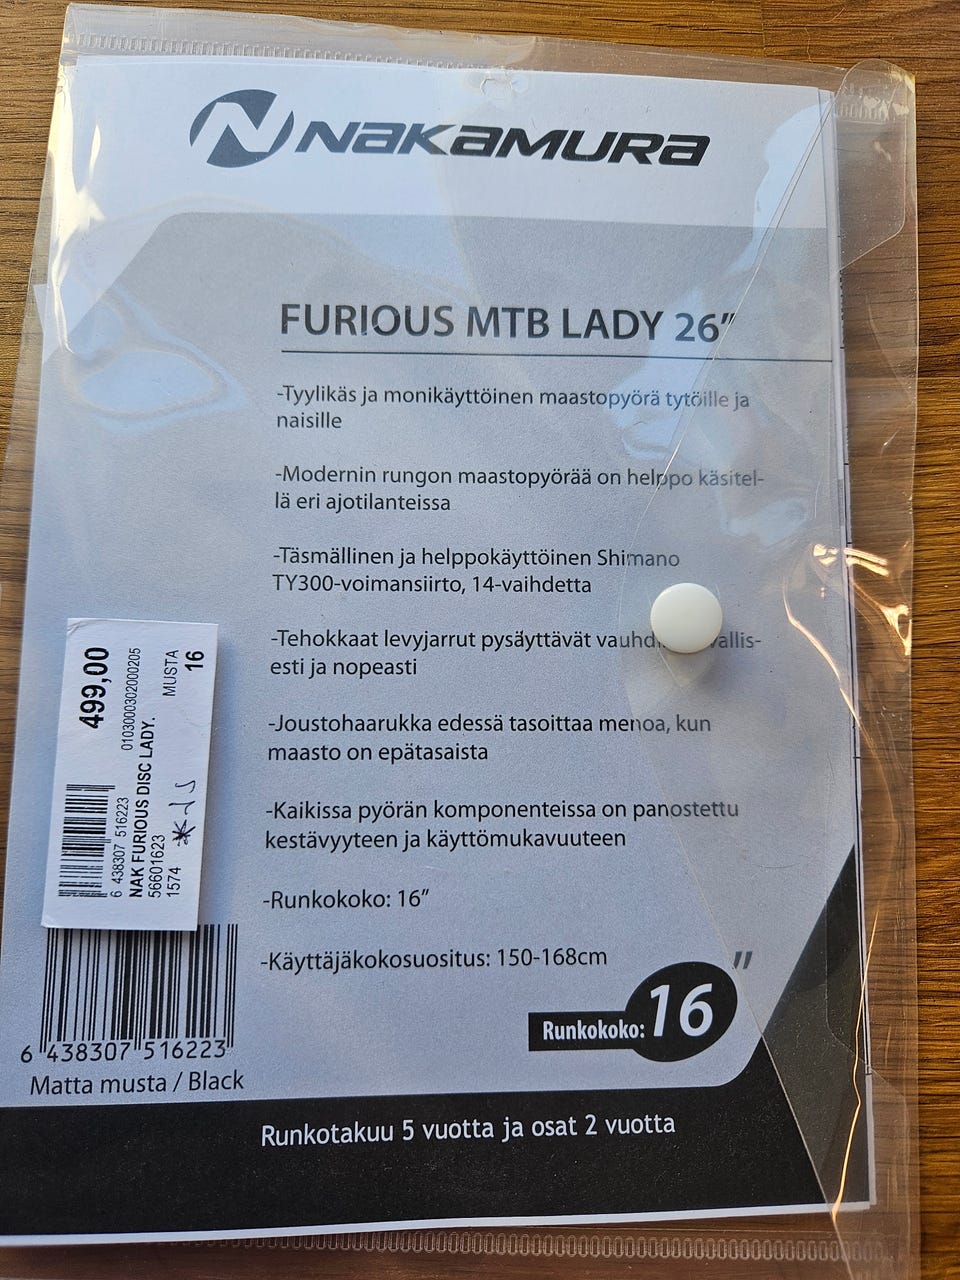 NAKAMURA
FURIOUS MTB LADY 26”
-Tyylikäs ja monikäyttöinen maastopyörä tytöille ja
naisille
-Modernin rungon maastopyörää on helppo käsitel-
lä eri ajotilanteissa
-Täsmällinen ja helppokäyttöinen Shimano
TY300-voimansiirto, 14-vaihdetta
-Tehokkaat levyjarrut pysäyttävät
esti ja nopeasti
-Joustohaarukka edessä tasoittaa menoa, kun
maasto on epätasaista
-Kaikissa pyörän komponenteissa on panostettu
kestävyyteen ja käyttömukavuuteen
-Runkokoko: 16”
-Käyttäjäkokosuositus: 150-168cm
”
Runkokoko: 16
499,00
6 438307 516223
0103000302000205
NAK FURIOUS DISC LADY.
56601623 MUSTA
1574 16
6 438307 516223
Matta musta / Black
Runkotakuu 5 vuotta ja osat 2 vuotta